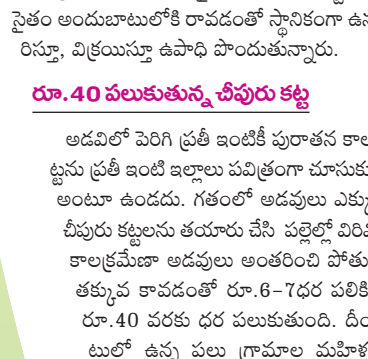 సైతం అందుబాటులోకి రావడంతో స్థానికంగా ఉన
రిస్తూ, విక్రయిస్తూ ఉపాధి పొందుతున్నారు.
రూ.40 పలుకుతున్న చీపురు కట్ట
అడవిలో పెరిగి ప్రతీ ఇంటికీ పురాతన కాల
ట్టను ప్రతీ ఇంటి ఇల్లాలు పవిత్రంగా చూసుకు
అంటూ ఉండదు. గతంలో అడవులు ఎక్కు
చీపురు కట్టలను తయారు చేసి పల్లెల్లో విరివి
కాలక్రమేణా అడవులు అంతరించి పోతు
తక్కువ కావడంతో రూ.6-7ధర పలికి
రూ.40 వరకు ధర పలుకుతుంది. దీం
టుల్లో ఉన్న పలు గ్రామాల మహిళ